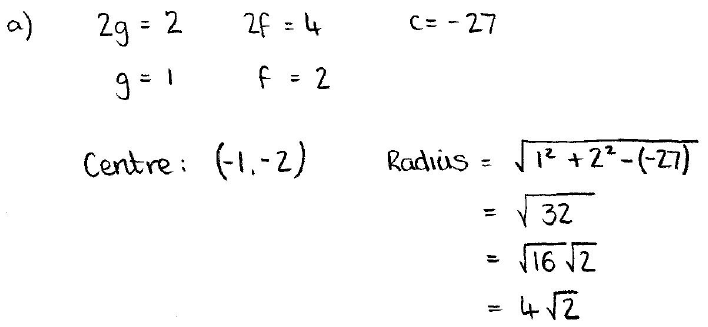 a) 2g = 2 2f = 4 c = -27
g = 1 f = 2
Centre: (-1, -2) Radius = √(1² + 2² - (-27))
= √32
= √16 √2
= 4√2